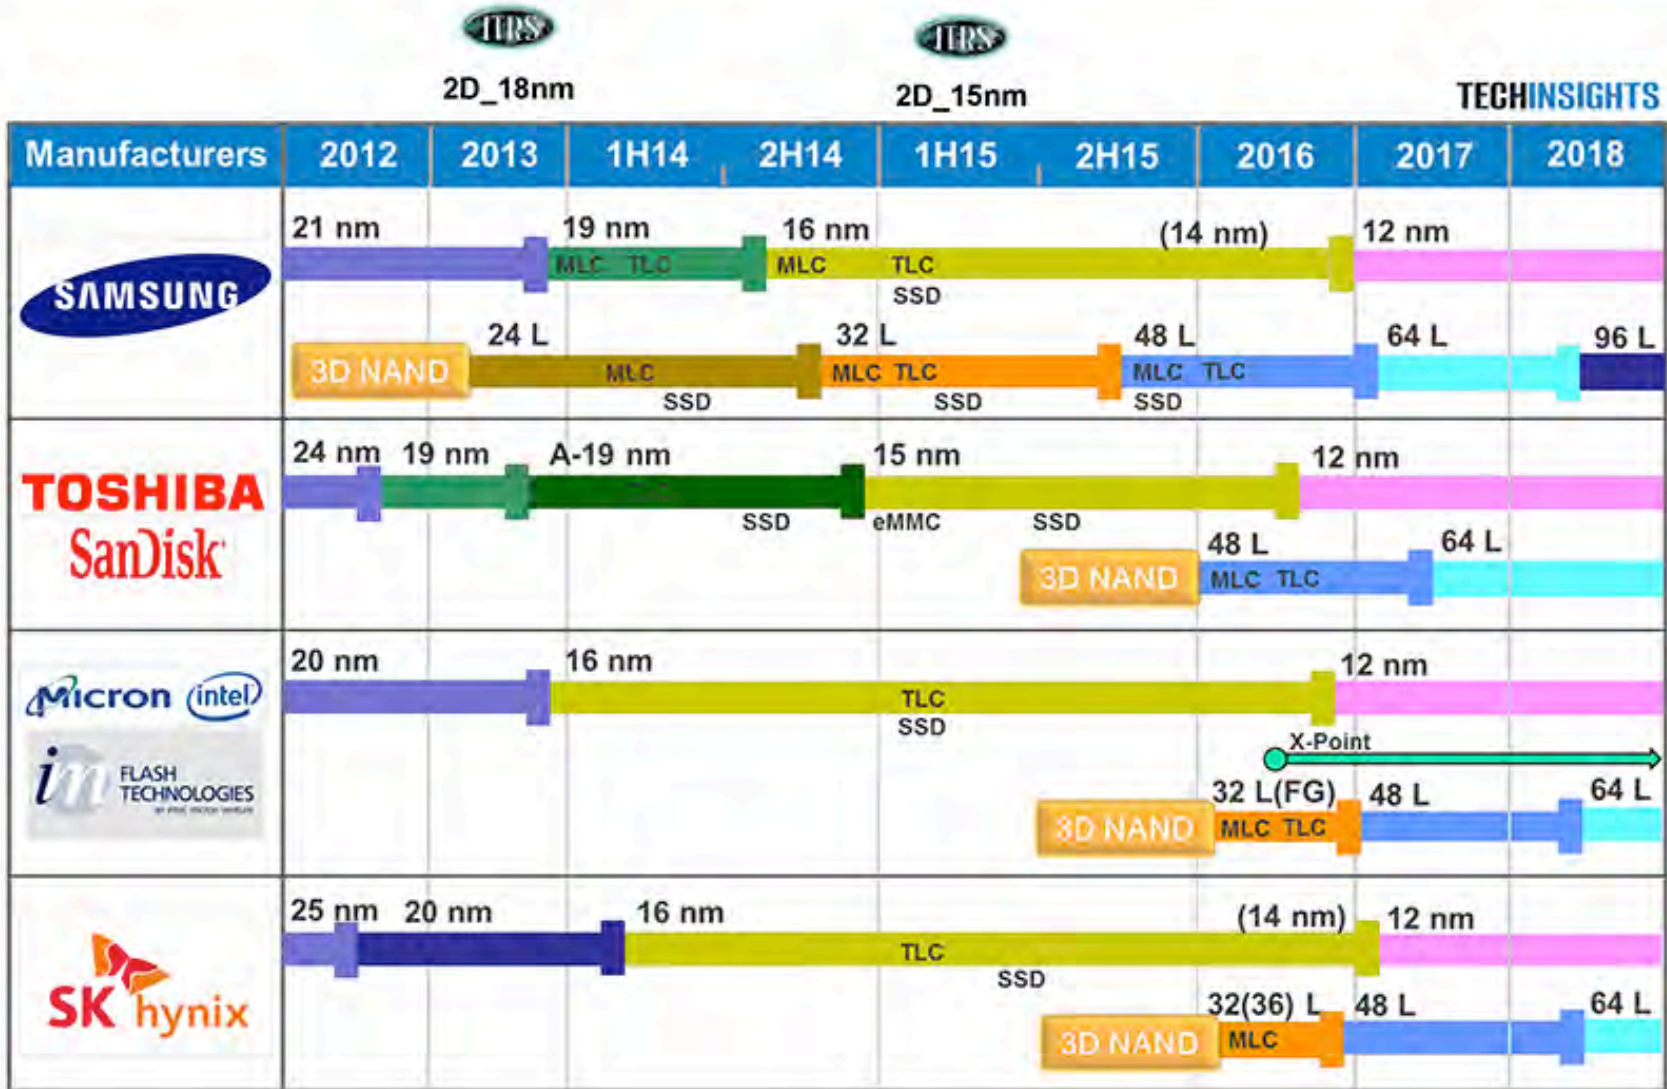 ITRS ITRS
2D_18nm 2D_15nm
TECHINSIGHTS
Manufacturers 2012 2013 1H14 2H14 1H15 2H15 2016 2017 2018
21 nm 19 nm 16 nm (14 nm) 12 nm
SAMSUNG
MLC TLC MLC TLC
SSD
24 L 32 L 48 L 64 L 96 L
3D NAND MLC MLC TLC MLC TLC
SSD SSD SSD
24 nm 19 nm A-19 nm 15 nm 12 nm
TOSHIBA
SSD eMMC SSD
SanDisk
48 L 64 L
3D NAND MLC TLC
20 nm 16 nm 12 nm
Micron intel
TLC
SSD
X-Point
im FLASH
TECHNOLOGIES
32 L(FG) 48 L 64 L
3D NAND MLC TLC
25 nm 20 nm 16 nm (14 nm) 12 nm
TLC
SSD
SK hynix
32(36) L 48 L 64 L
3D NAND MLC